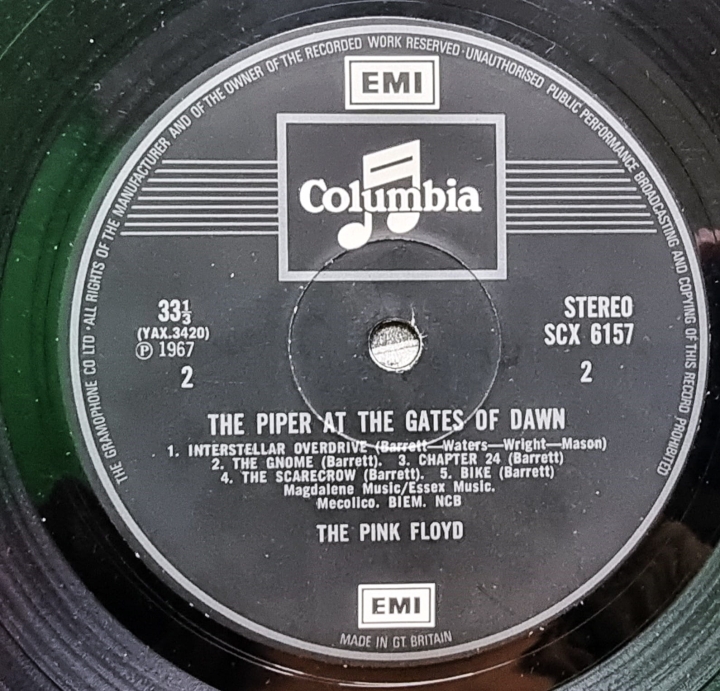 THE GRAMOPHONE CO LTD · ALL RIGHTS OF THE MANUFACTURER AND OF THE OWNER OF THE RECORDED WORK RESERVED · UNAUTHORISED PUBLIC PERFORMANCE BROADCASTING AND COPYING OF THIS RECORD PROHIBITED
EMI
Columbia
33⅓
(YAX.3420)
Ⓟ 1967
2
STEREO
SCX 6157
2
THE PIPER AT THE GATES OF DAWN
1. INTERSTELLAR OVERDRIVE (Barrett—Waters—Wright—Mason)
2. THE GNOME (Barrett). 3. CHAPTER 24 (Barrett)
4. THE SCARECROW (Barrett). 5. BIKE (Barrett)
Magdalene Music/Essex Music.
Mecolico. BIEM. NCB
THE PINK FLOYD
EMI
MADE IN GT. BRITAIN